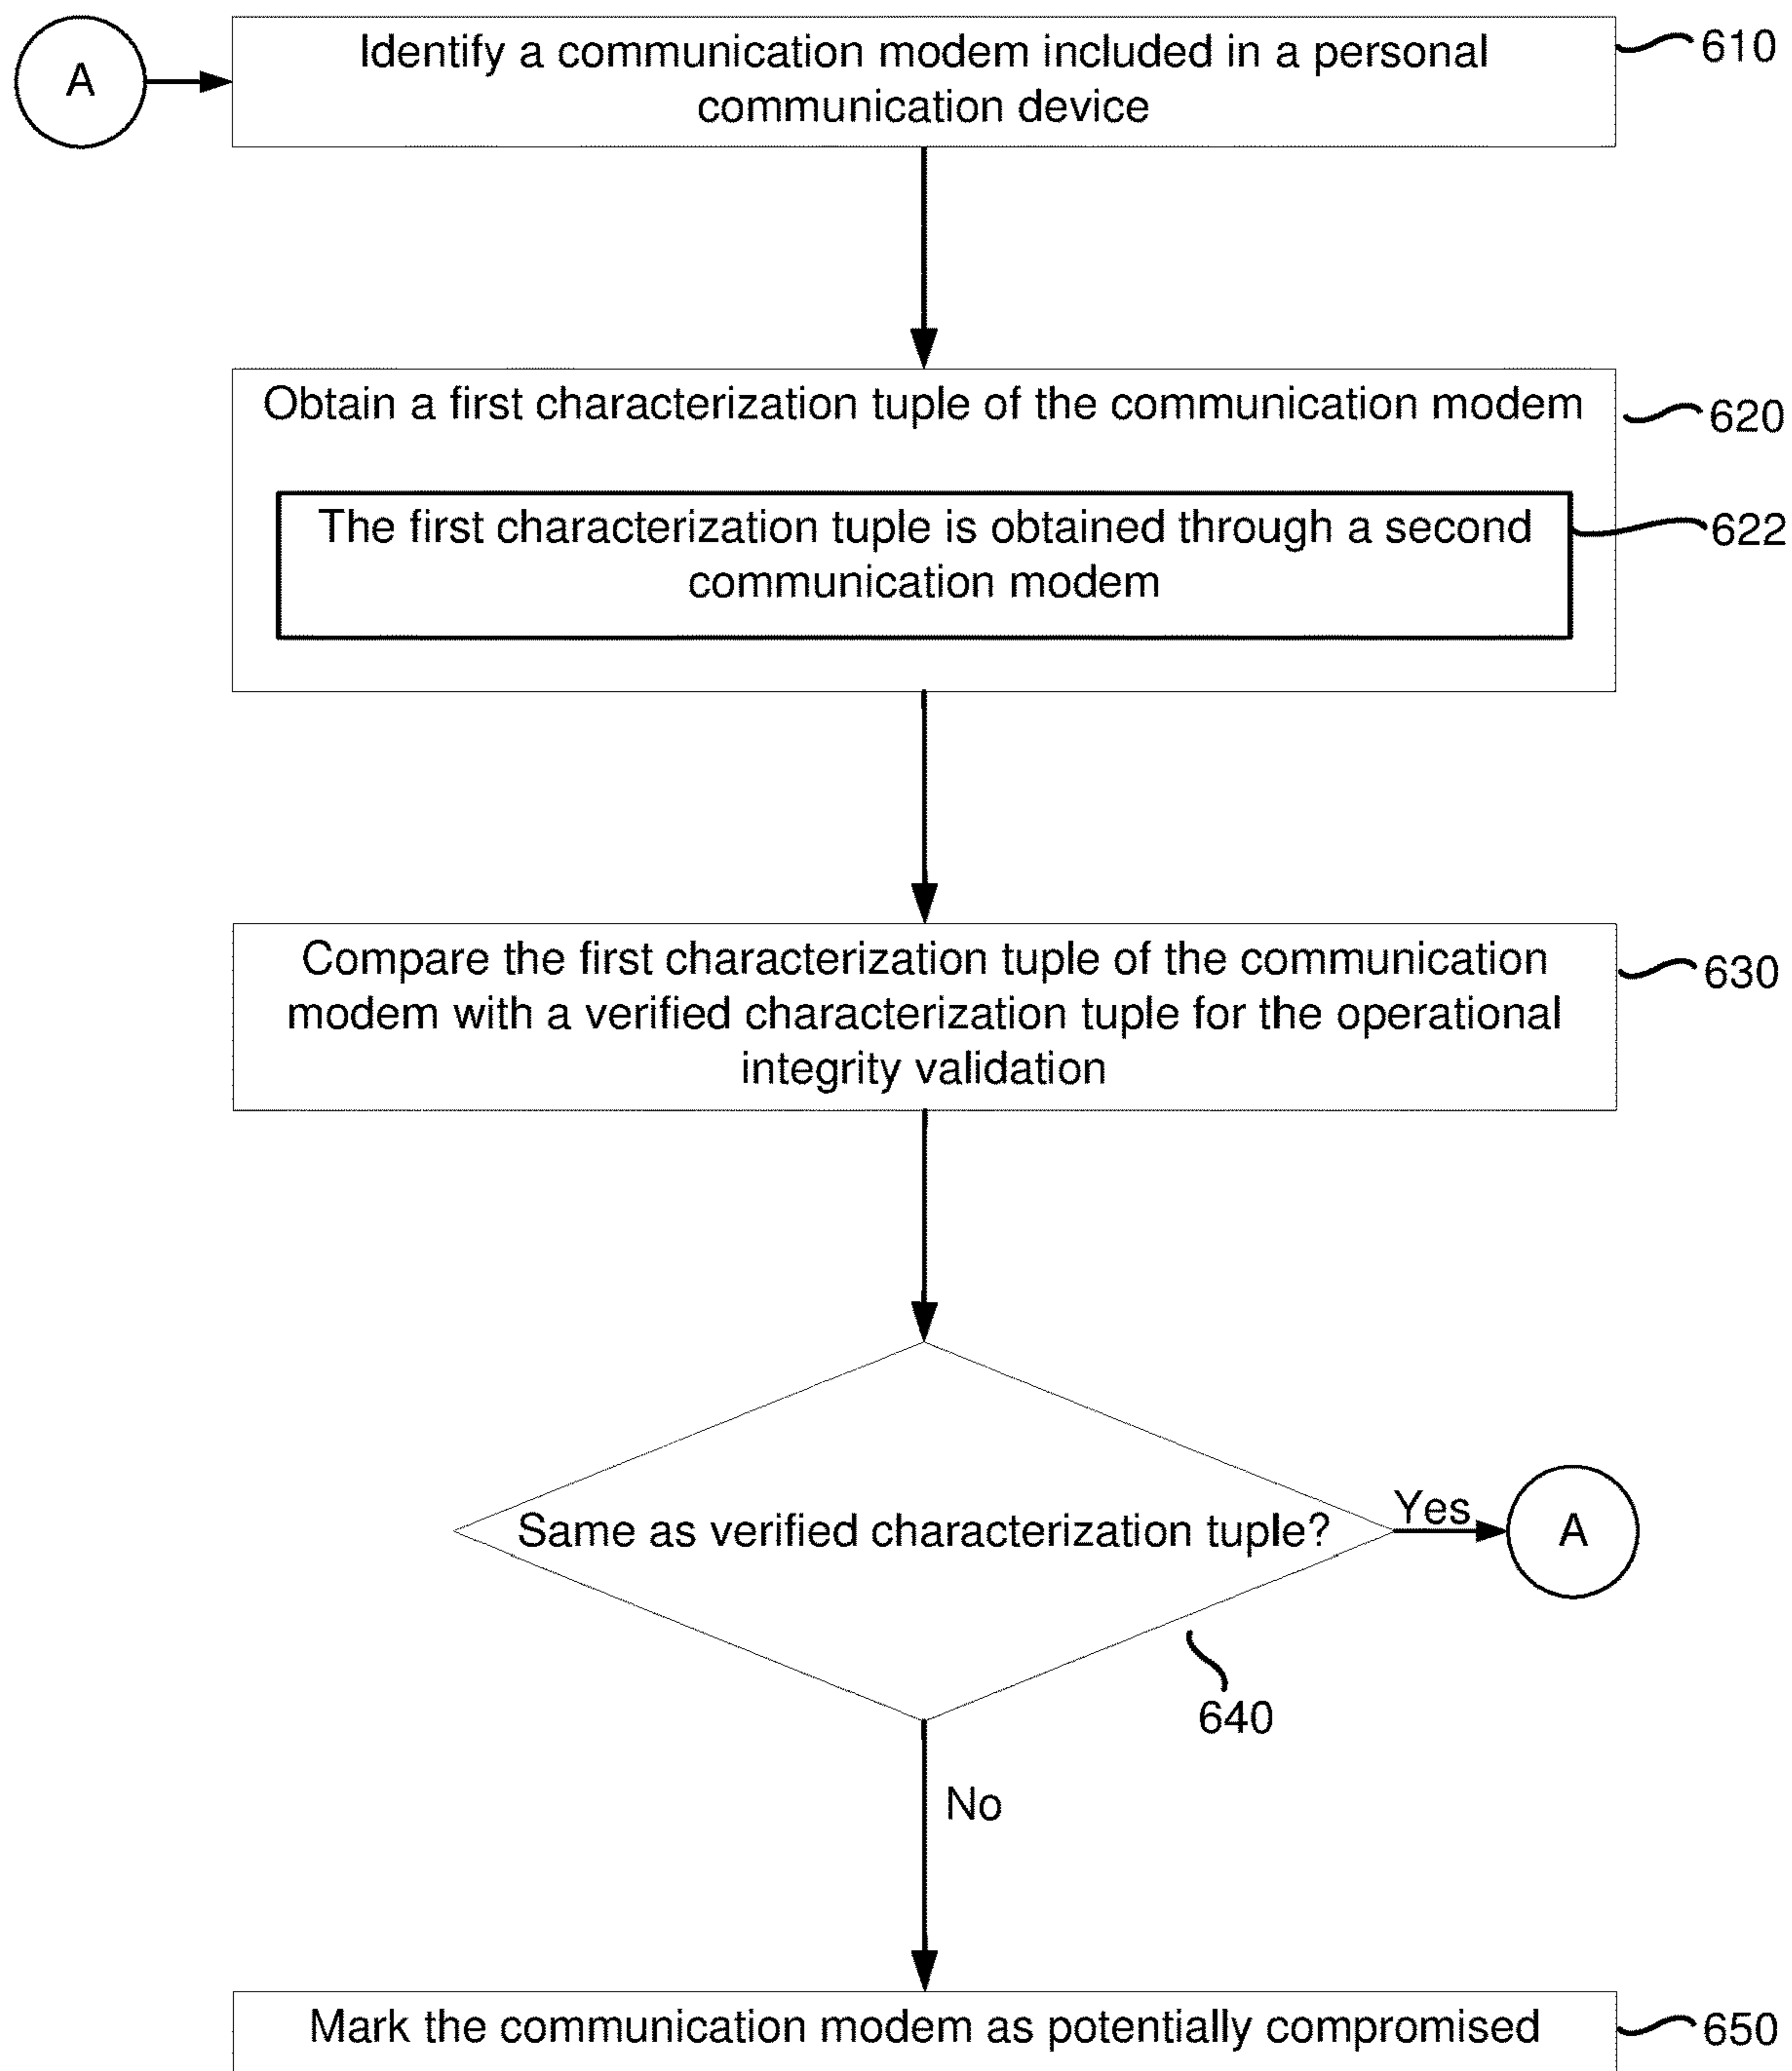 A
Identify a communication modem included in a personal
communication device
610
Obtain a first characterization tuple of the communication modem
620
The first characterization tuple is obtained through a second
communication modem
622
Compare the first characterization tuple of the communication
modem with a verified characterization tuple for the operational
integrity validation
630
Same as verified characterization tuple?
Yes
A
640
No
Mark the communication modem as potentially compromised
650